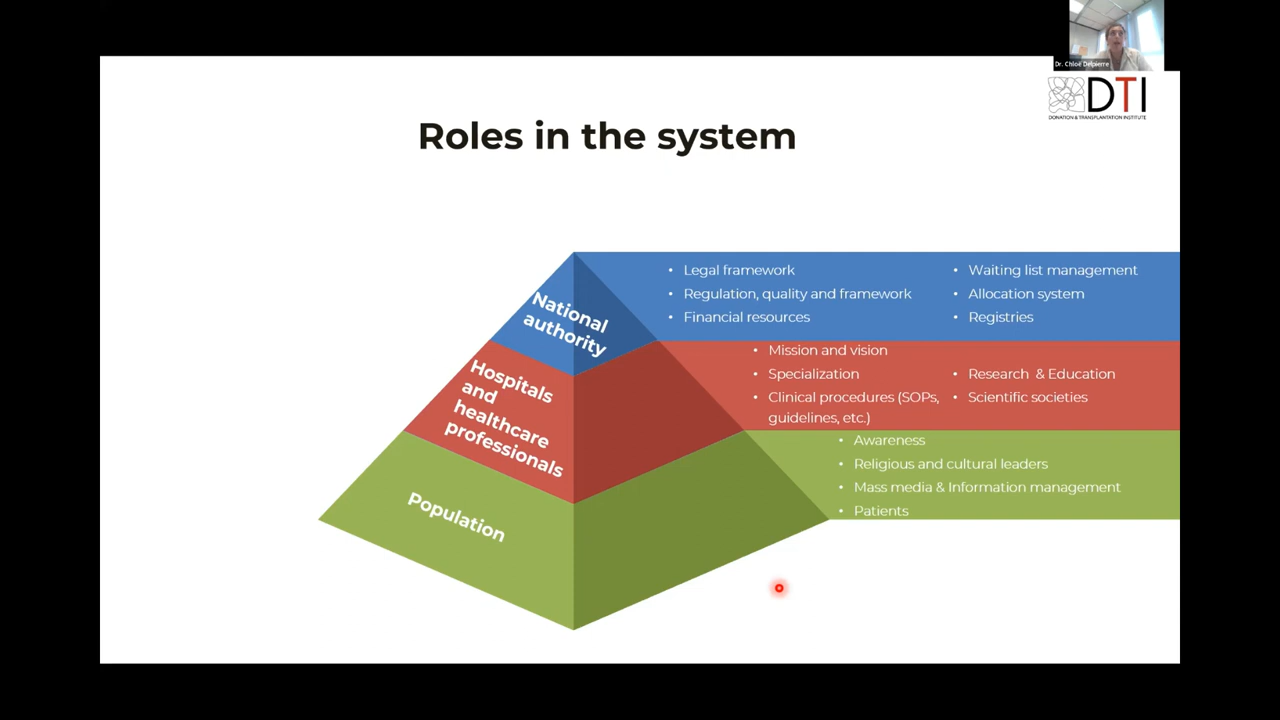 Dr. Chloë Delpierre
DTI
DONATION & TRANSPLANTATION INSTITUTE
Roles in the system
National
authority
• Legal framework
• Regulation, quality and framework
• Financial resources
• Waiting list management
• Allocation system
• Registries
Hospitals
and
healthcare
professionals
• Mission and vision
• Specialization
• Clinical procedures (SOPs,
guidelines, etc.)
• Research & Education
• Scientific societies
Population
• Awareness
• Religious and cultural leaders
• Mass media & Information management
• Patients